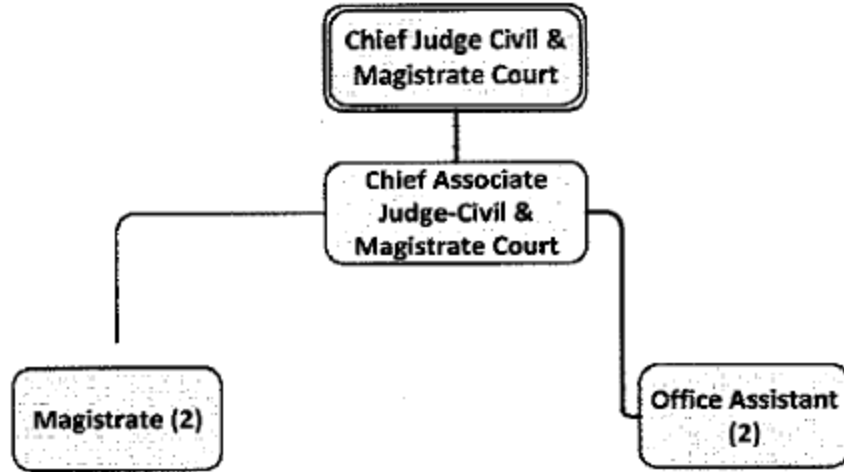 Chief Judge Civil &
Magistrate Court
Chief Associate
Judge-Civil &
Magistrate Court
Magistrate (2)
Office Assistant
(2)